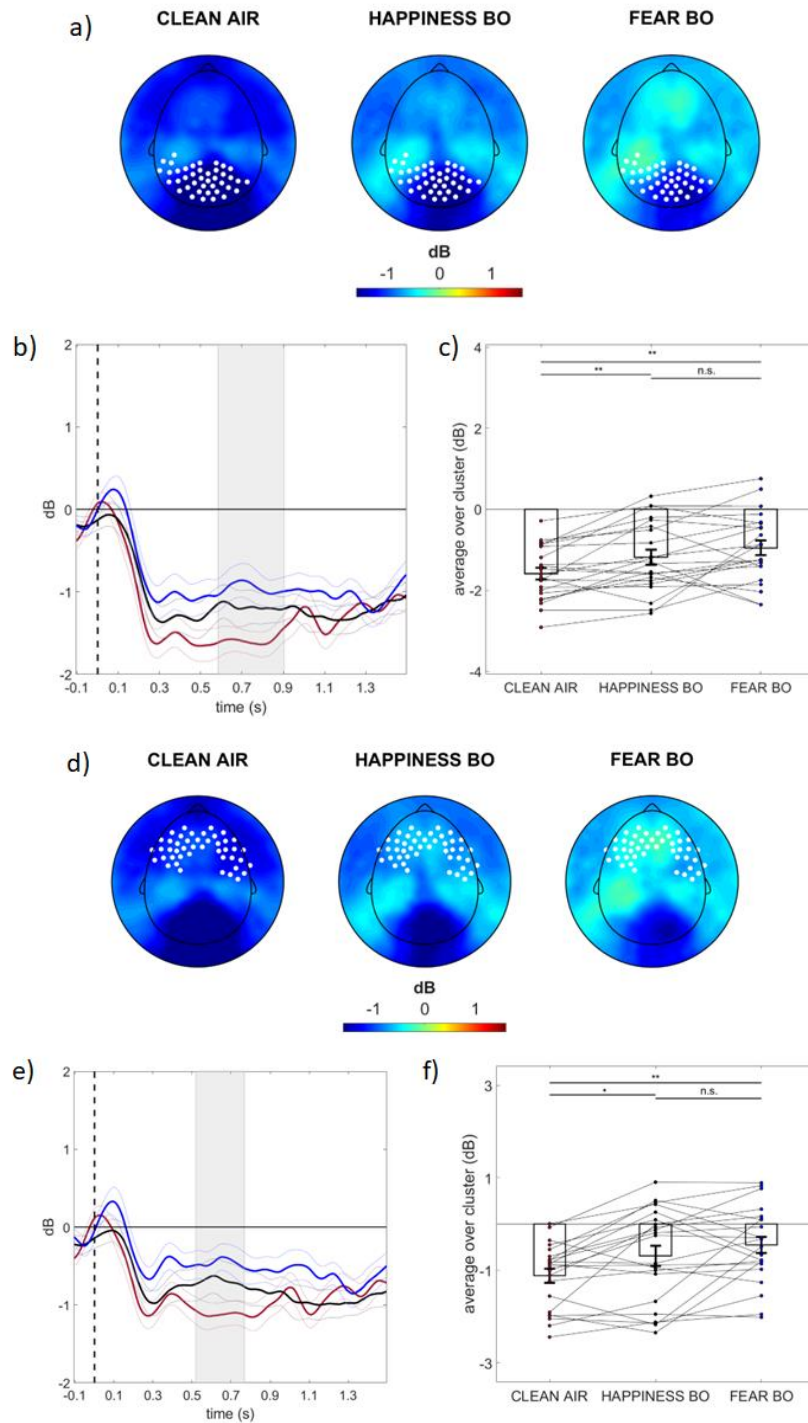 a)
CLEAN AIR HAPPINESS BO FEAR BO
dB
-1 0 1
b)
2
1
0
-1
-2
dB
-0.1 0.1 0.3 0.5 0.7 0.9 1.1 1.3
time (s)
c)
**
** n.s.
4
2
0
-2
-4
average over cluster (dB)
CLEAN AIR HAPPINESS BO FEAR BO
d)
CLEAN AIR HAPPINESS BO FEAR BO
dB
-1 0 1
e)
2
1
0
-1
-2
dB
-0.1 0.1 0.3 0.5 0.7 0.9 1.1 1.3
time (s)
f)
**
* n.s.
3
1
-1
-3
average over cluster (dB)
CLEAN AIR HAPPINESS BO FEAR BO